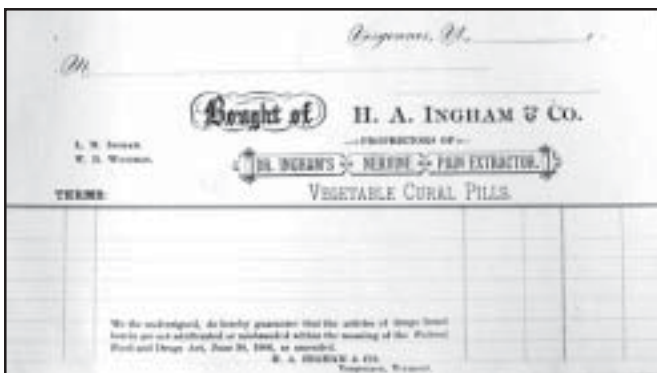 Vergennes, Vt.,
M
Bought of H. A. INGHAM & CO.
PROPRIETORS OF
DR. INGHAM'S NERVINE PAIN EXTRACTOR.
TERMS: VEGETABLE CURAL PILLS.
We the undersigned, do hereby guarantee that the articles of drugs listed
herein are not adulterated or misbranded within the meaning of the Federal
Food and Drugs Act, June 30, 1906, as amended.
H. A. INGHAM & CO.
Vergennes, Vermont.